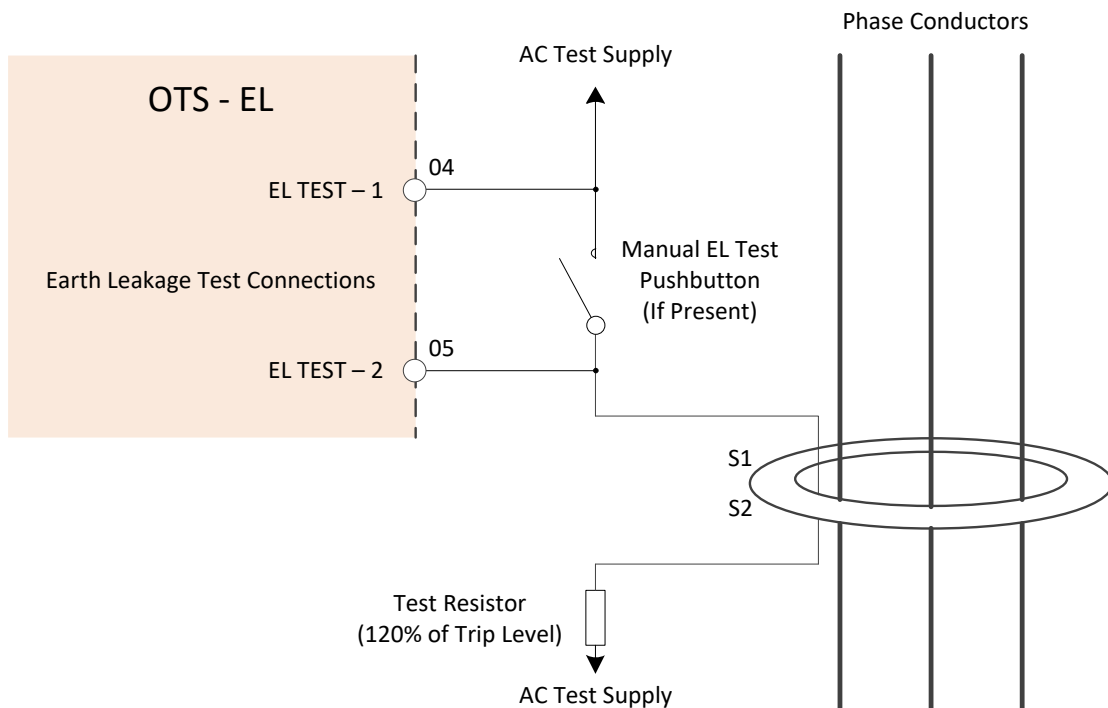 Phase Conductors
AC Test Supply
OTS - EL
04
EL TEST – 1
Manual EL Test
Pushbutton
(If Present)
Earth Leakage Test Connections
05
EL TEST – 2
S1
S2
Test Resistor
(120% of Trip Level)
AC Test Supply